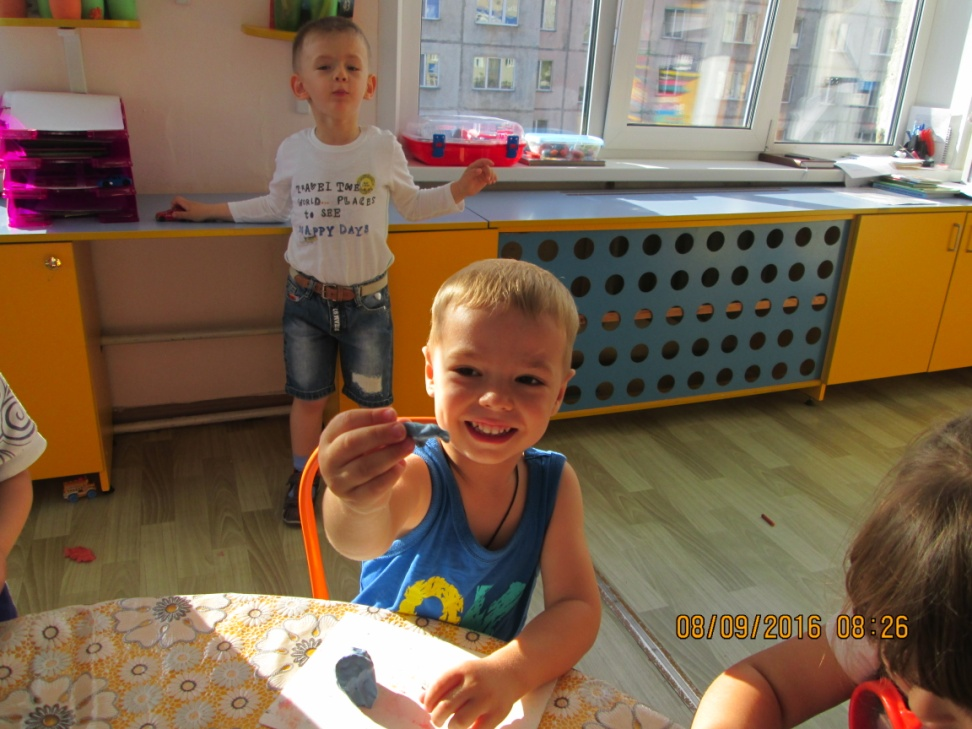 TRAVEL THE
WORLD... PLACES
to SEE
HAPPY DAYS
08/09/2016 08:26